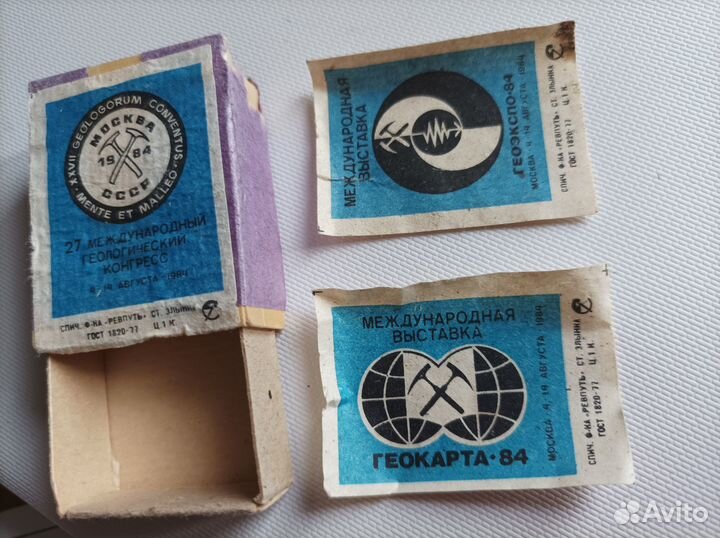 XXVII GEOLOGORUM CONVENTUS
MENTE ET MALLEO
МОСКВА
1984
СССР
27 МЕЖДУНАРОДНЫЙ
ГЕОЛОГИЧЕСКИЙ
КОНГРЕСС
4-14 АВГУСТА · 1984
СПИЧ. Ф-КА «РЕВПУТЬ» СТ. ЗЛЫНКА
ГОСТ 1820-77 Ц. 1 К.
МЕЖДУНАРОДНАЯ
ВЫСТАВКА
ГЕОЭКСПО·84
МОСКВА · 4-14 АВГУСТА · 1984
СПИЧ. Ф-КА «РЕВПУТЬ» СТ. ЗЛЫНКА
ГОСТ 1820-77 Ц. 1 К.
МЕЖДУНАРОДНАЯ
ВЫСТАВКА
ГЕОКАРТА·84
МОСКВА · 4-14 АВГУСТА · 1984
СПИЧ. Ф-КА «РЕВПУТЬ» СТ. ЗЛЫНКА
ГОСТ 1820-77 Ц. 1 К.
Avito